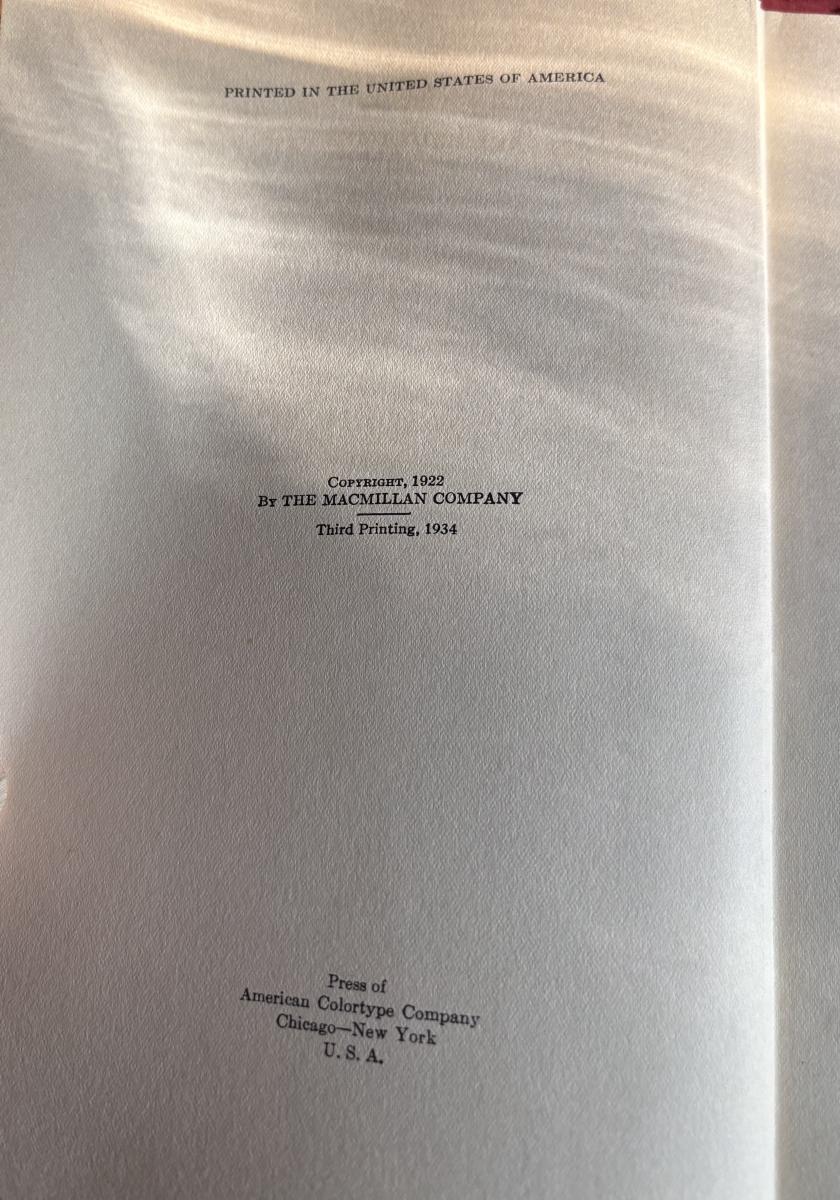 PRINTED IN THE UNITED STATES OF AMERICA
COPYRIGHT, 1922
BY THE MACMILLAN COMPANY
Third Printing, 1934
Press of
American Colortype Company
Chicago—New York
U. S. A.